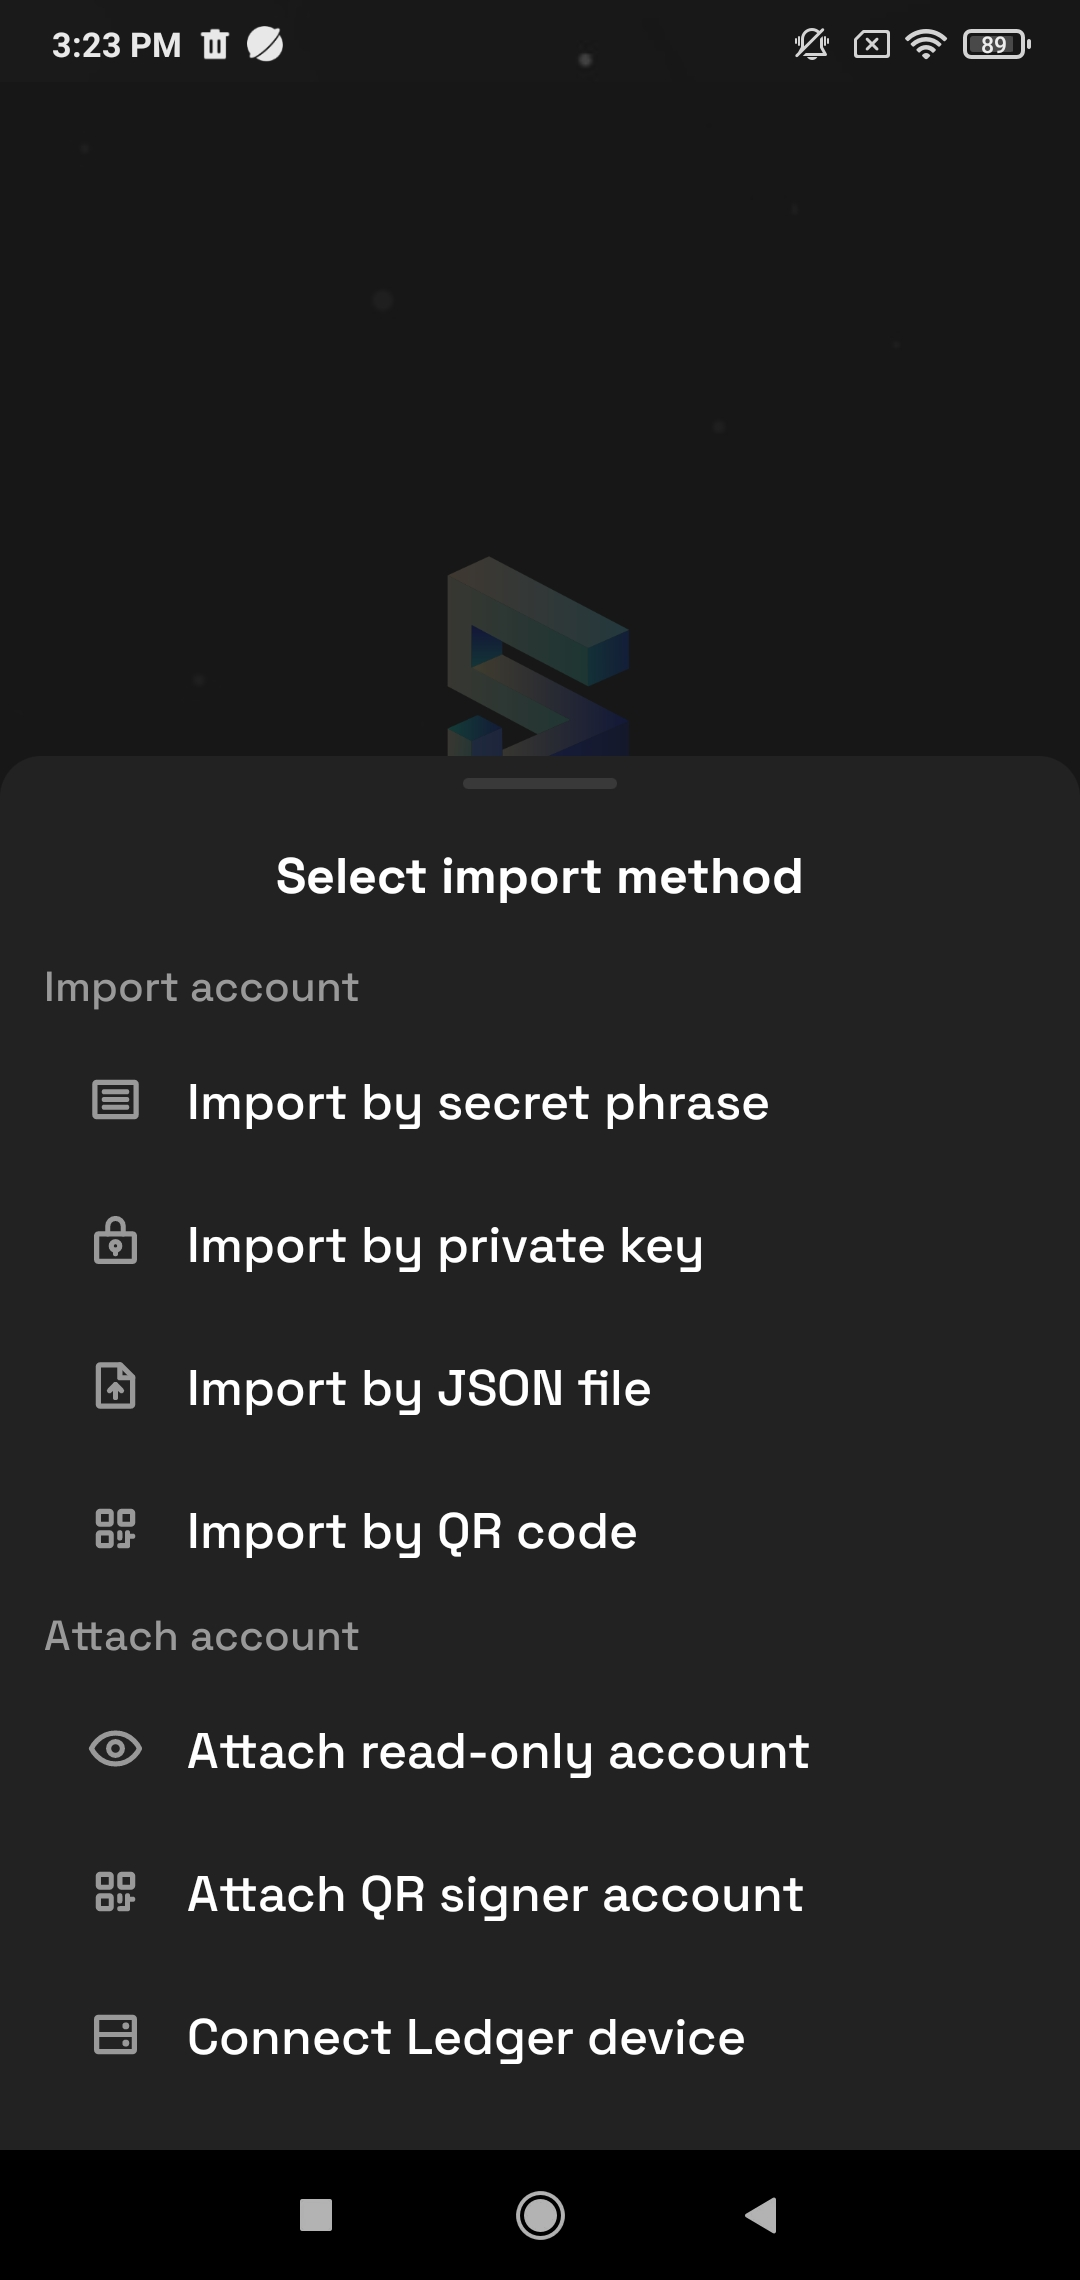 3:23 PM
89
Select import method
Import account
Import by secret phrase
Import by private key
Import by JSON file
Import by QR code
Attach account
Attach read-only account
Attach QR signer account
Connect Ledger device